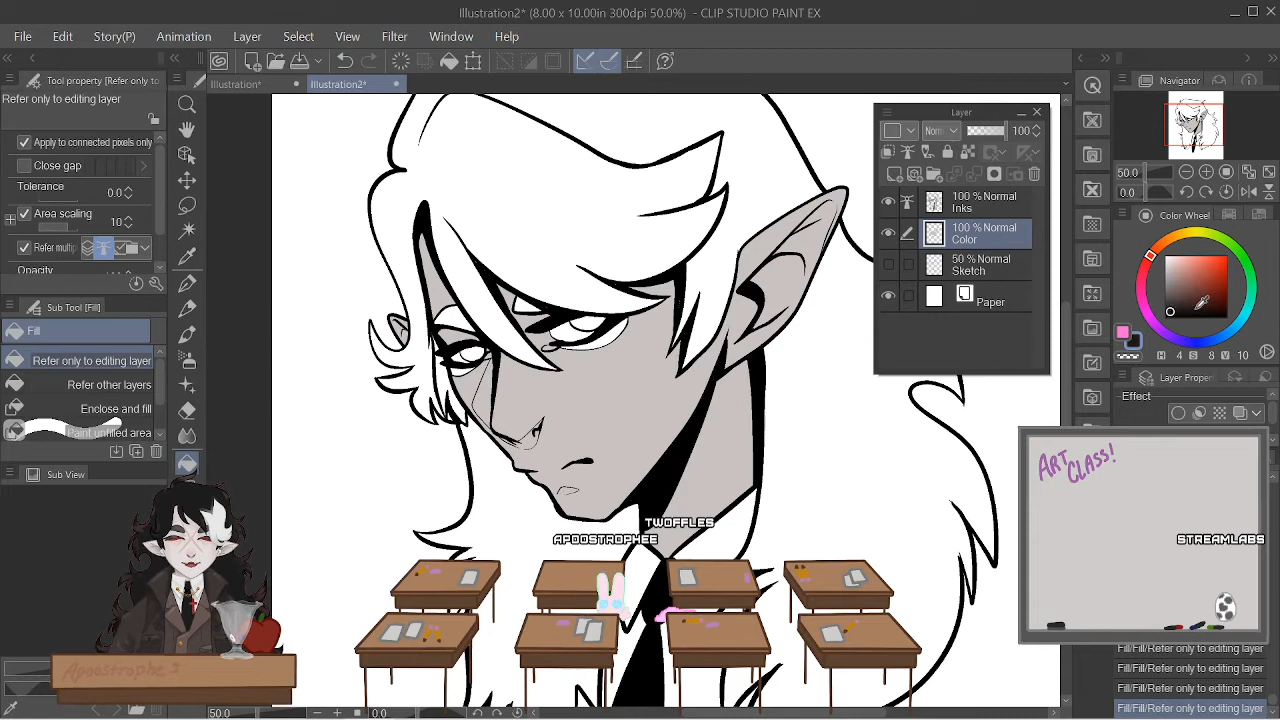 Illustration2* (8.00 x 10.00in 300dpi 50.0%) - CLIP STUDIO PAINT EX
File Edit Story(P) Animation Layer Select View Filter Window Help
Tool property [Refer only to
Illustration* Illustration2*
Refer only to editing layer
Apply to connected pixels only
Close gap
Tolerance 0.0
Area scaling 10
Refer multip
Opacity
Sub Tool [Fill]
Fill
Refer only to editing layer
Refer other layers
Enclose and fill
Paint unfilled area
Sub View
Layer
Norm 100
100 % Normal
Inks
100 % Normal
Color
50 % Normal
Sketch
Paper
Navigator
50.0
0.0
Color Wheel
H 4 S 8 V 10
Layer Proper
Effect
ART
CLASS!
TWOFFLES
APOOSTROPHEE
STREAMLABS
Apoostrophe's
Fill/Fill/Refer only to editing layer
Fill/Fill/Refer only to editing layer
Fill/Fill/Refer only to editing layer
Fill/Fill/Refer only to editing layer
50.0 0.0